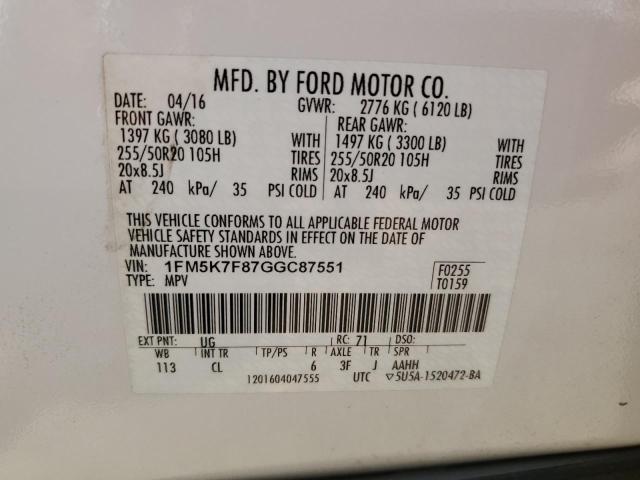 MFD. BY FORD MOTOR CO.
DATE: 04/16 GVWR: 2776 KG ( 6120 LB)
FRONT GAWR: REAR GAWR:
1397 KG ( 3080 LB) WITH 1497 KG ( 3300 LB) WITH
255/50R20 105H TIRES 255/50R20 105H TIRES
20x8.5J RIMS 20x8.5J RIMS
AT 240 kPa/ 35 PSI COLD AT 240 kPa/ 35 PSI COLD
THIS VEHICLE CONFORMS TO ALL APPLICABLE FEDERAL MOTOR
VEHICLE SAFETY STANDARDS IN EFFECT ON THE DATE OF
MANUFACTURE SHOWN ABOVE.
VIN: 1FM5K7F87GGC87551 F0255
TYPE: MPV T0159
EXT PNT: UG RC: 71 DSO:
WB INT TR TP/PS R AXLE TR SPR
113 CL 6 3F J AAHH
1201604047555 UTC ▽5U5A-1520472-BA